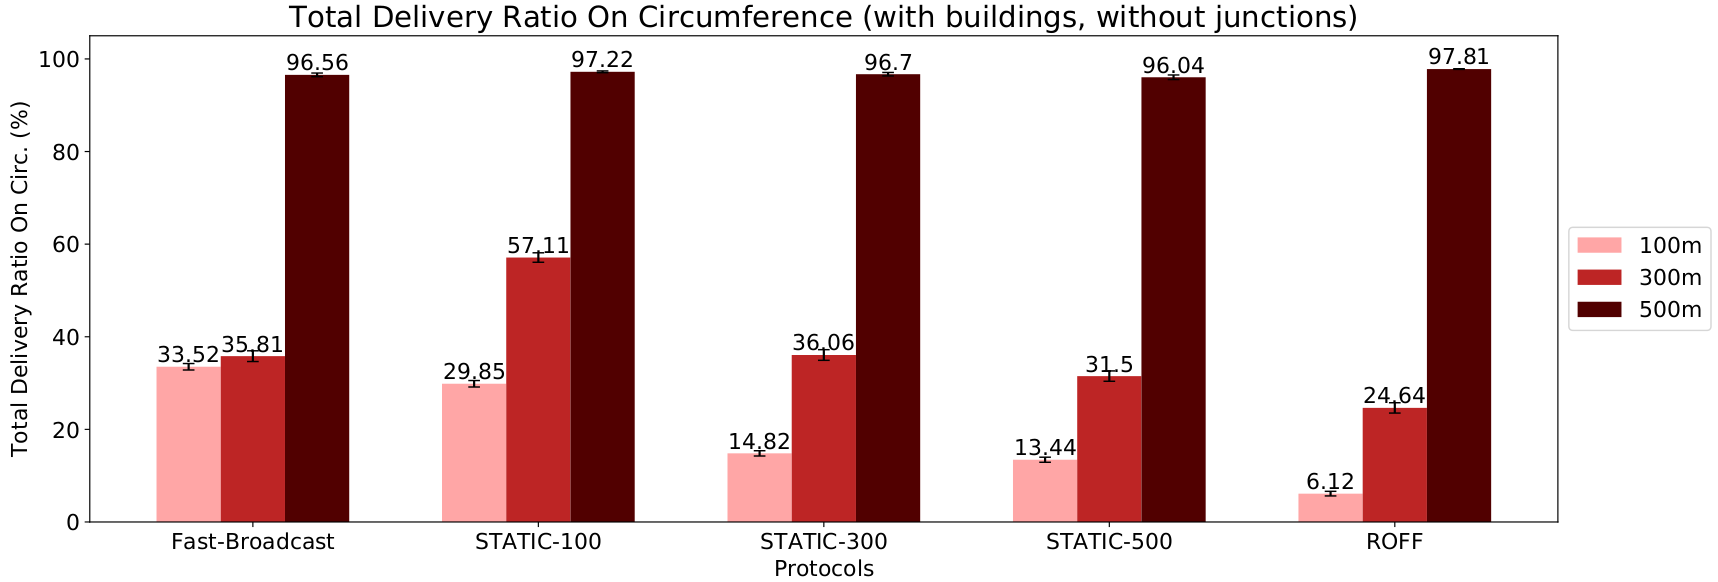 Total Delivery Ratio On Circumference (with buildings, without junctions)
Total Delivery Ratio On Circ. (%)
100
80
60
40
20
0
33.52
35.81
96.56
29.85
57.11
97.22
14.82
36.06
96.7
13.44
31.5
96.04
6.12
24.64
97.81
Fast-Broadcast
STATIC-100
STATIC-300
STATIC-500
ROFF
Protocols
100m
300m
500m